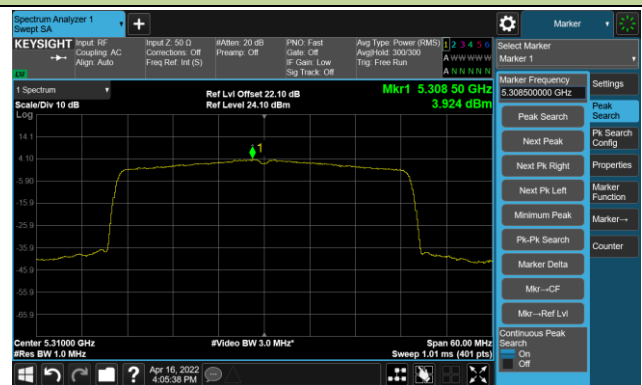 Spectrum Analyzer 1
Swept SA
+
Marker
KEYSIGHT
Input: RF
Coupling: AC
Align: Auto
Input Z: 50 Ω
Corrections: Off
Freq Ref: Int (S)
#Atten: 20 dB
Preamp: Off
PNO: Fast
Gate: Off
IF Gain: Low
Sig Track: Off
Avg Type: Power (RMS)
Avg|Hold: 300/300
Trig: Free Run
1 2 3 4 5 6
A W W W W W
A N N N N N
LXI
Select Marker
Marker 1
1 Spectrum
Scale/Div 10 dB
Log
Ref Lvl Offset 22.10 dB
Ref Level 24.10 dBm
Mkr1 5.308 50 GHz
3.924 dBm
1
14.1
4.10
-5.90
-15.9
-25.9
-35.9
-45.9
-55.9
-65.9
Center 5.31000 GHz
#Res BW 1.0 MHz
#Video BW 3.0 MHz*
Span 60.00 MHz
Sweep 1.01 ms (401 pts)
Marker Frequency
5.308500000 GHz
Peak Search
Next Peak
Next Pk Right
Next Pk Left
Minimum Peak
Pk-Pk Search
Marker Delta
Mkr→CF
Mkr→Ref Lvl
Continuous Peak
Search
On
Off
Settings
Peak
Search
Pk Search
Config
Properties
Marker
Function
Marker→
Counter
?
Apr 16, 2022
4:05:38 PM